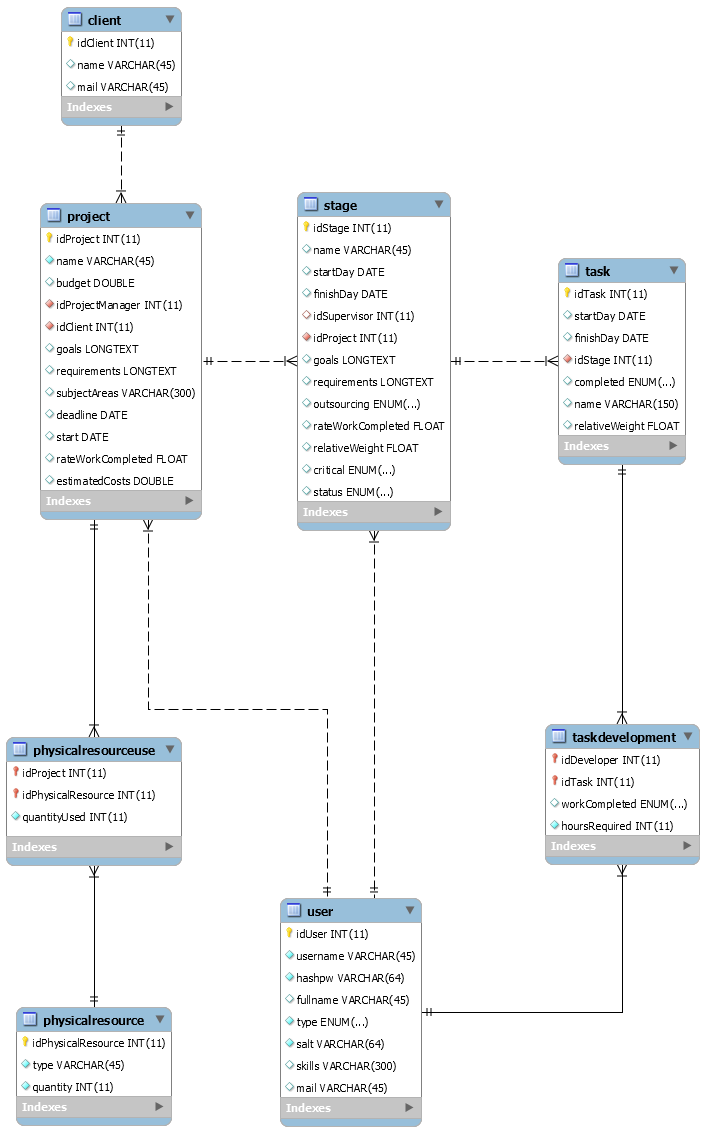 client
idClient INT(11)
name VARCHAR(45)
mail VARCHAR(45)
Indexes
project
idProject INT(11)
name VARCHAR(45)
budget DOUBLE
idProjectManager INT(11)
idClient INT(11)
goals LONGTEXT
requirements LONGTEXT
subjectAreas VARCHAR(300)
deadline DATE
start DATE
rateWorkCompleted FLOAT
estimatedCosts DOUBLE
Indexes
stage
idStage INT(11)
name VARCHAR(45)
startDay DATE
finishDay DATE
idSupervisor INT(11)
idProject INT(11)
goals LONGTEXT
requirements LONGTEXT
outsourcing ENUM(...)
rateWorkCompleted FLOAT
relativeWeight FLOAT
critical ENUM(...)
status ENUM(...)
Indexes
task
idTask INT(11)
startDay DATE
finishDay DATE
idStage INT(11)
completed ENUM(...)
name VARCHAR(150)
relativeWeight FLOAT
Indexes
physicalresourceuse
idProject INT(11)
idPhysicalResource INT(11)
quantityUsed INT(11)
Indexes
taskdevelopment
idDeveloper INT(11)
idTask INT(11)
workCompleted ENUM(...)
hoursRequired INT(11)
Indexes
user
idUser INT(11)
username VARCHAR(45)
hashpw VARCHAR(64)
fullname VARCHAR(45)
type ENUM(...)
salt VARCHAR(64)
skills VARCHAR(300)
mail VARCHAR(45)
Indexes
physicalresource
idPhysicalResource INT(11)
type VARCHAR(45)
quantity INT(11)
Indexes